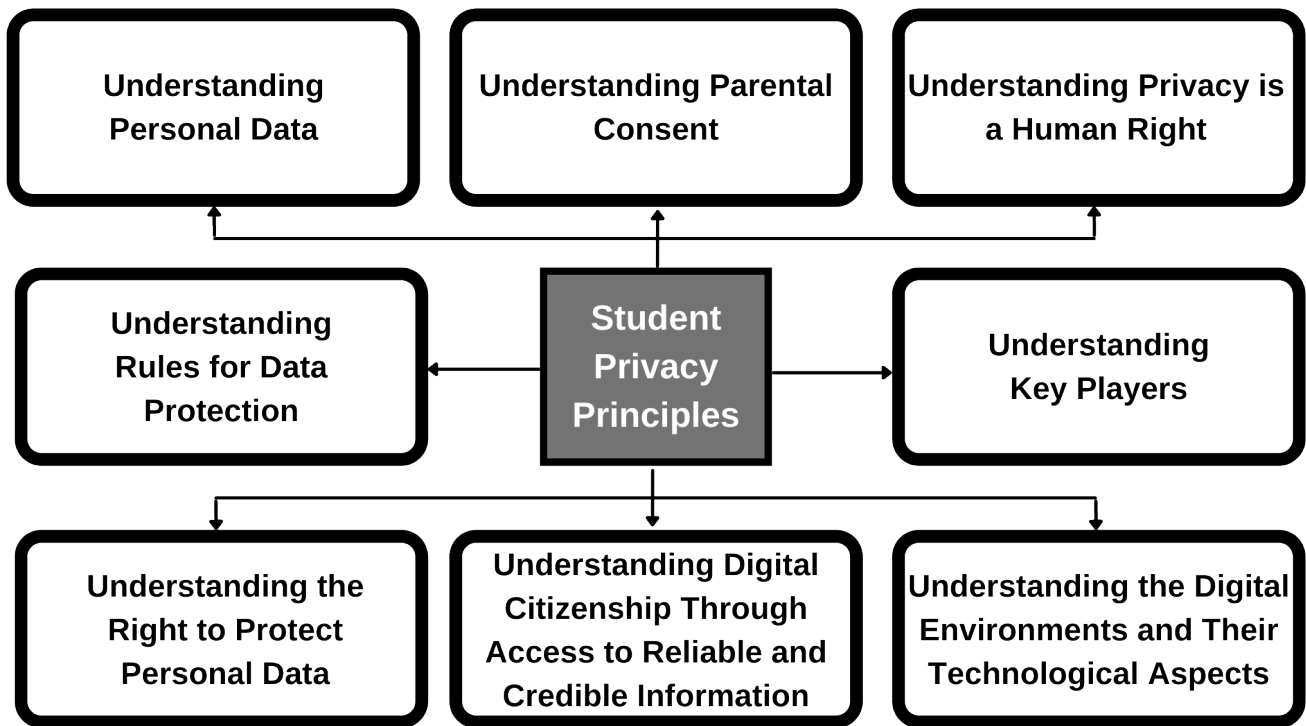 Understanding
Personal Data
Understanding Parental
Consent
Understanding Privacy is
a Human Right
Understanding
Rules for Data
Protection
Student
Privacy
Principles
Understanding
Key Players
Understanding the
Right to Protect
Personal Data
Understanding Digital
Citizenship Through
Access to Reliable and
Credible Information
Understanding the Digital
Environments and Their
Technological Aspects